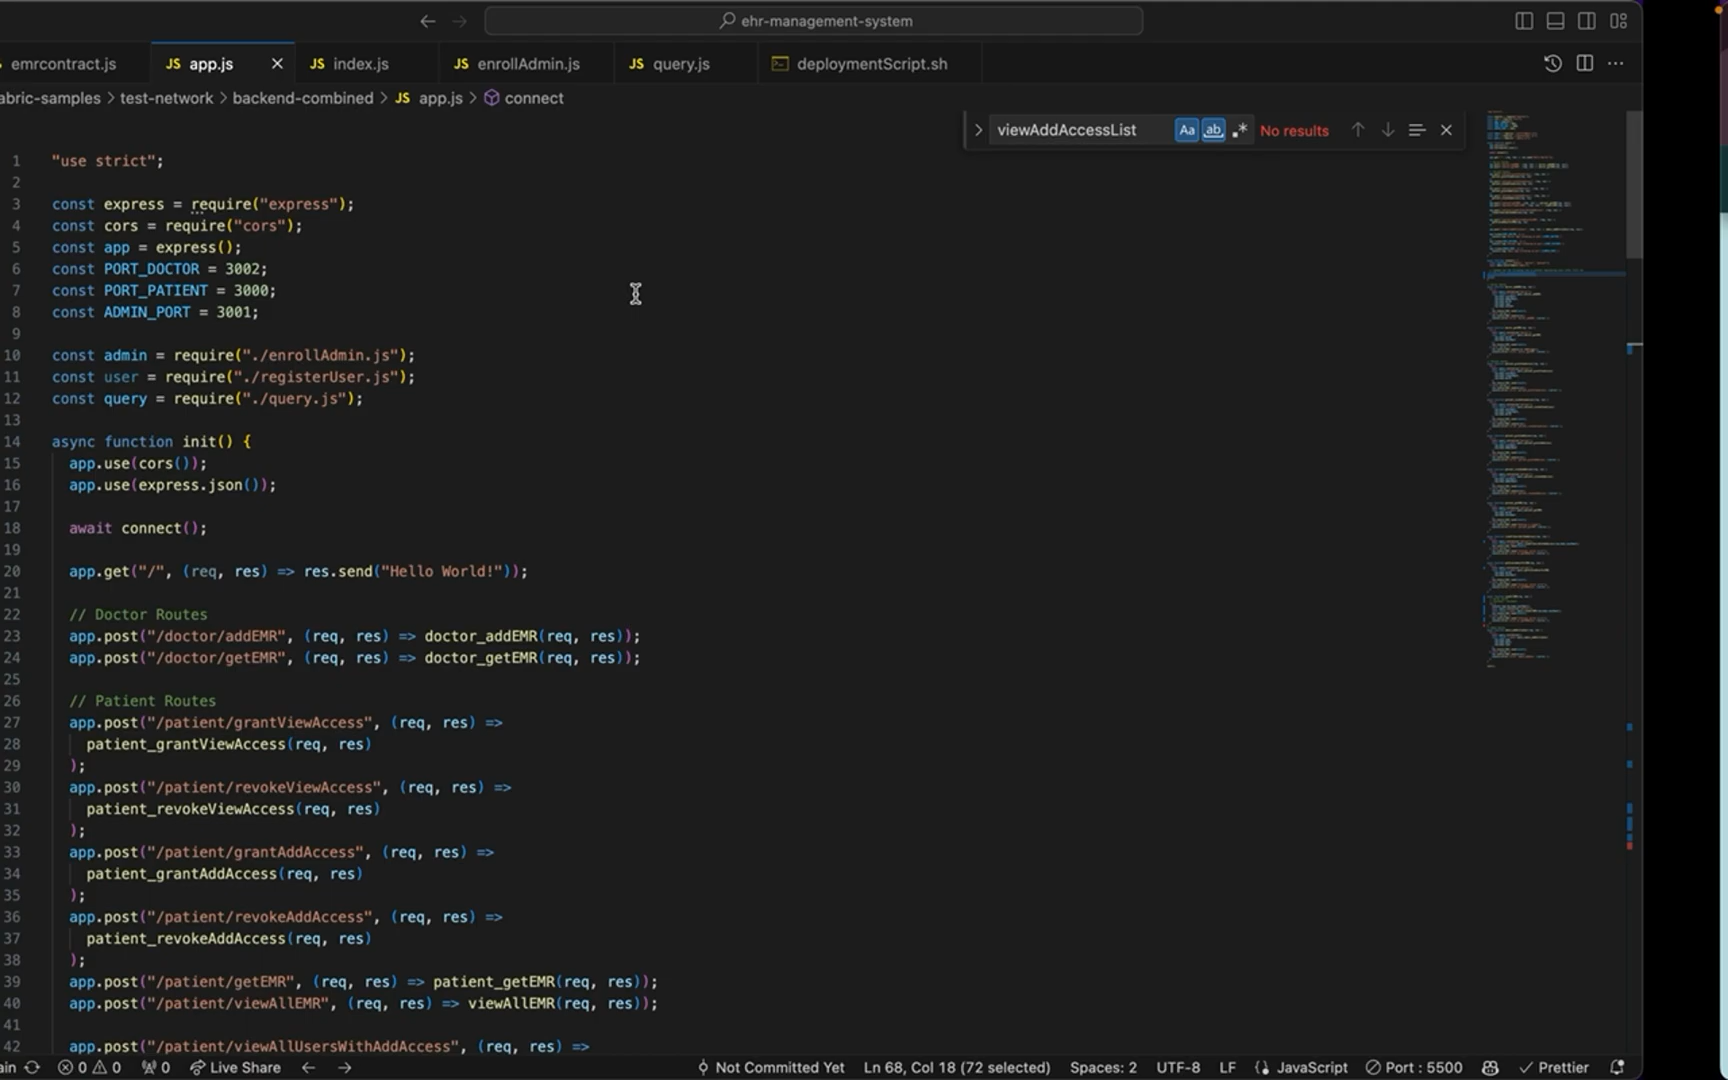 ehr-management-system
emrcontract.js
JS app.js
JS index.js
JS enrollAdmin.js
JS query.js
deploymentScript.sh
abric-samples > test-network > backend-combined > JS app.js > connect
viewAddAccessList Aa ab .* No results
1 "use strict";
2
3 const express = require("express");
4 const cors = require("cors");
5 const app = express();
6 const PORT_DOCTOR = 3002;
7 const PORT_PATIENT = 3000;
8 const ADMIN_PORT = 3001;
9
10 const admin = require("./enrollAdmin.js");
11 const user = require("./registerUser.js");
12 const query = require("./query.js");
13
14 async function init() {
15 app.use(cors());
16 app.use(express.json());
17
18 await connect();
19
20 app.get("/", (req, res) => res.send("Hello World!"));
21
22 // Doctor Routes
23 app.post("/doctor/addEMR", (req, res) => doctor_addEMR(req, res));
24 app.post("/doctor/getEMR", (req, res) => doctor_getEMR(req, res));
25
26 // Patient Routes
27 app.post("/patient/grantViewAccess", (req, res) =>
28 patient_grantViewAccess(req, res)
29 );
30 app.post("/patient/revokeViewAccess", (req, res) =>
31 patient_revokeViewAccess(req, res)
32 );
33 app.post("/patient/grantAddAccess", (req, res) =>
34 patient_grantAddAccess(req, res)
35 );
36 app.post("/patient/revokeAddAccess", (req, res) =>
37 patient_revokeAddAccess(req, res)
38 );
39 app.post("/patient/getEMR", (req, res) => patient_getEMR(req, res));
40 app.post("/patient/viewAllEMR", (req, res) => viewAllEMR(req, res));
41
42 app.post("/patient/viewAllUsersWithAddAccess", (req, res) =>
ain 0 0 0 Live Share Not Committed Yet Ln 68, Col 18 (72 selected) Spaces: 2 UTF-8 LF {} JavaScript Port : 5500 Prettier